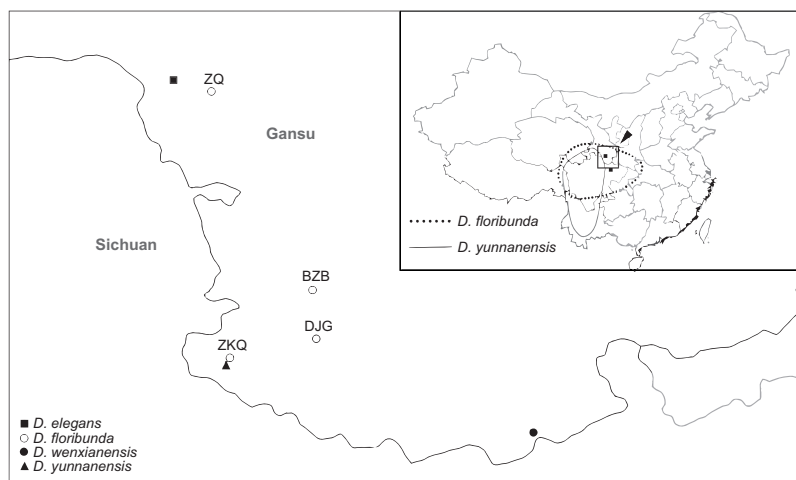 ZQ
Gansu
Sichuan
BZB
DJG
ZKQ
D. elegans
D. floribunda
D. wenxianensis
D. yunnanensis
D. floribunda
D. yunnanensis